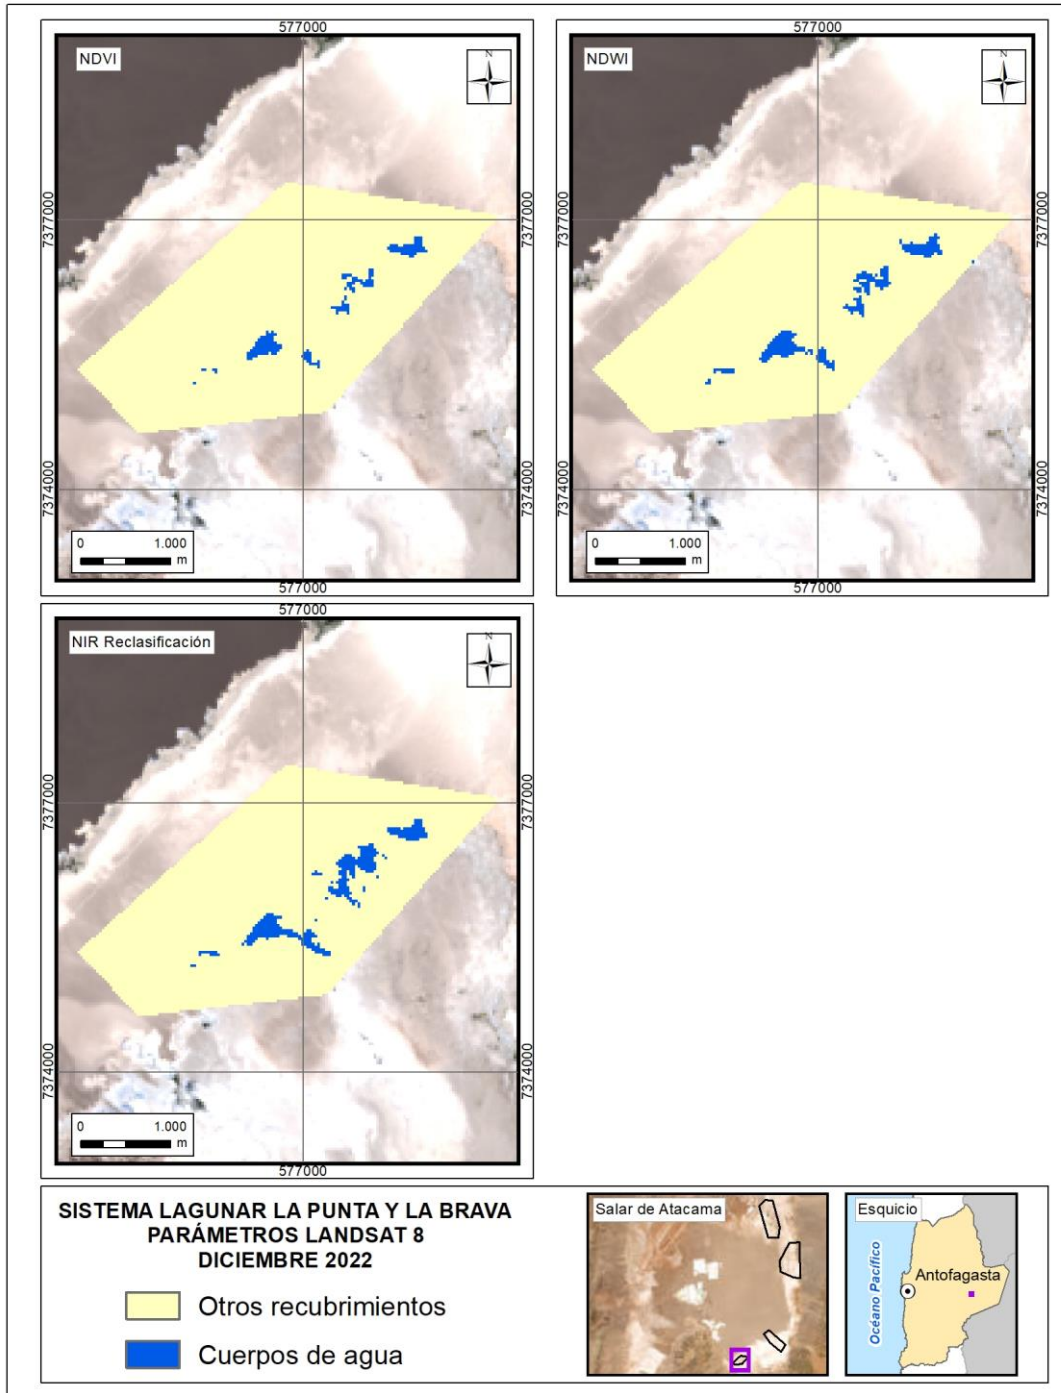 577000
577000
NDVI
N
NDWI
N
7377000
7377000
7377000
7377000
7374000
7374000
7374000
7374000
0 1.000
m
0 1.000
m
577000
577000
577000
NIR Reclasificación
N
7377000
7377000
7374000
7374000
0 1.000
m
577000
SISTEMA LAGUNAR LA PUNTA Y LA BRAVA
PARÁMETROS LANDSAT 8
DICIEMBRE 2022
Otros recubrimientos
Cuerpos de agua
Salar de Atacama
Esquicio
Océano Pacífico
Antofagasta